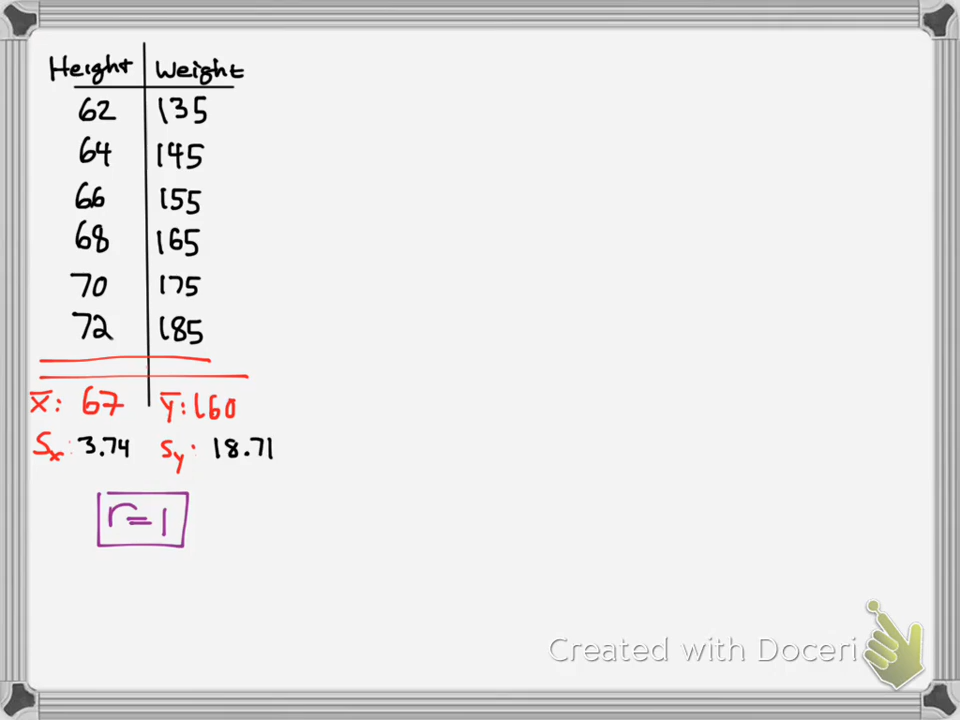 Height Weight
62 135
64 145
66 155
68 165
70 175
72 185
x̄: 67 ȳ: 160
Sx: 3.74 Sy: 18.71
r=1
Created with Doceri